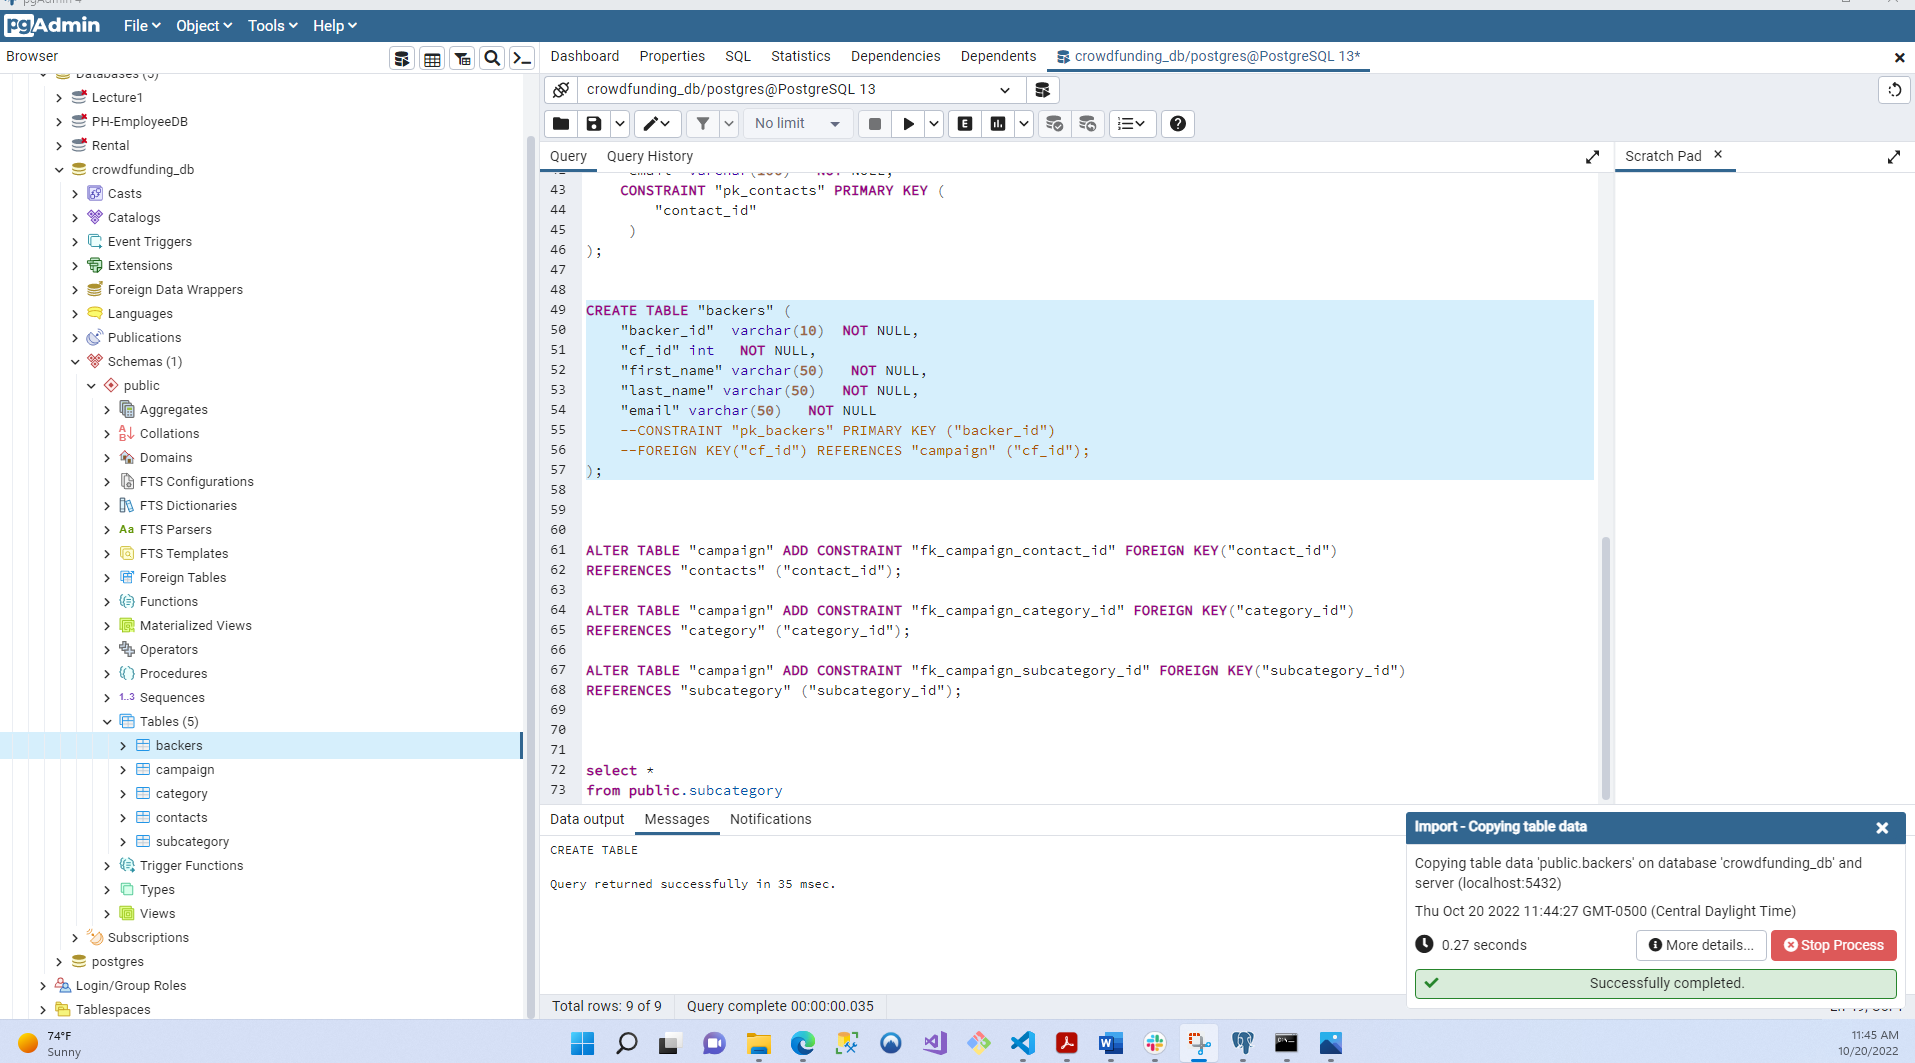 pgAdmin 4
pgAdmin File Object Tools Help
Browser
Dashboard Properties SQL Statistics Dependencies Dependents crowdfunding_db/postgres@PostgreSQL 13*
Databases (5)
Lecture1
PH-EmployeeDB
Rental
crowdfunding_db
Casts
Catalogs
Event Triggers
Extensions
Foreign Data Wrappers
Languages
Publications
Schemas (1)
public
Aggregates
Collations
Domains
FTS Configurations
FTS Dictionaries
Aa FTS Parsers
FTS Templates
Foreign Tables
Functions
Materialized Views
Operators
Procedures
1..3 Sequences
Tables (5)
backers
campaign
category
contacts
subcategory
Trigger Functions
Types
Views
Subscriptions
postgres
Login/Group Roles
Tablespaces
crowdfunding_db/postgres@PostgreSQL 13
No limit
E
Query Query History
Scratch Pad
42 "email" varchar(100) NOT NULL,
43 CONSTRAINT "pk_contacts" PRIMARY KEY (
44 "contact_id"
45 )
46 );
47
48
49 CREATE TABLE "backers" (
50 "backer_id" varchar(10) NOT NULL,
51 "cf_id" int NOT NULL,
52 "first_name" varchar(50) NOT NULL,
53 "last_name" varchar(50) NOT NULL,
54 "email" varchar(50) NOT NULL
55 --CONSTRAINT "pk_backers" PRIMARY KEY ("backer_id")
56 --FOREIGN KEY("cf_id") REFERENCES "campaign" ("cf_id");
57 );
58
59
60
61 ALTER TABLE "campaign" ADD CONSTRAINT "fk_campaign_contact_id" FOREIGN KEY("contact_id")
62 REFERENCES "contacts" ("contact_id");
63
64 ALTER TABLE "campaign" ADD CONSTRAINT "fk_campaign_category_id" FOREIGN KEY("category_id")
65 REFERENCES "category" ("category_id");
66
67 ALTER TABLE "campaign" ADD CONSTRAINT "fk_campaign_subcategory_id" FOREIGN KEY("subcategory_id")
68 REFERENCES "subcategory" ("subcategory_id");
69
70
71
72 select *
73 from public.subcategory
Data output Messages Notifications
CREATE TABLE
Query returned successfully in 35 msec.
Import - Copying table data
Copying table data 'public.backers' on database 'crowdfunding_db' and
server (localhost:5432)
Thu Oct 20 2022 11:44:27 GMT-0500 (Central Daylight Time)
0.27 seconds More details... Stop Process
Successfully completed.
Total rows: 9 of 9 Query complete 00:00:00.035
74°F
Sunny
11:45 AM
10/20/2022